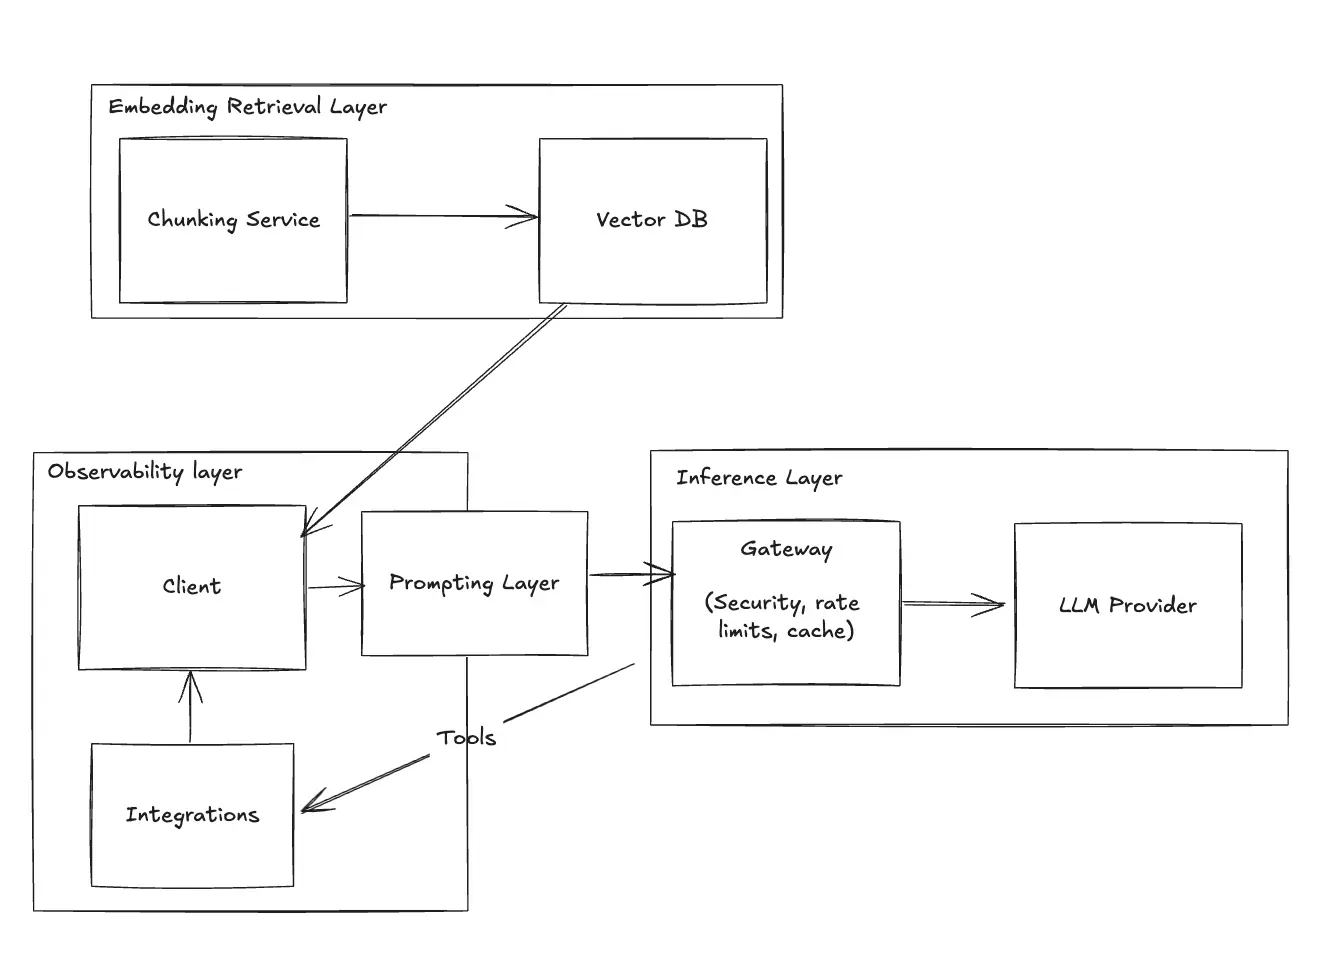 Embedding Retrieval Layer
Chunking Service
Vector DB
Observability layer
Client
Prompting Layer
Inference Layer
Gateway
(Security, rate
limits, cache)
LLM Provider
Tools
Integrations